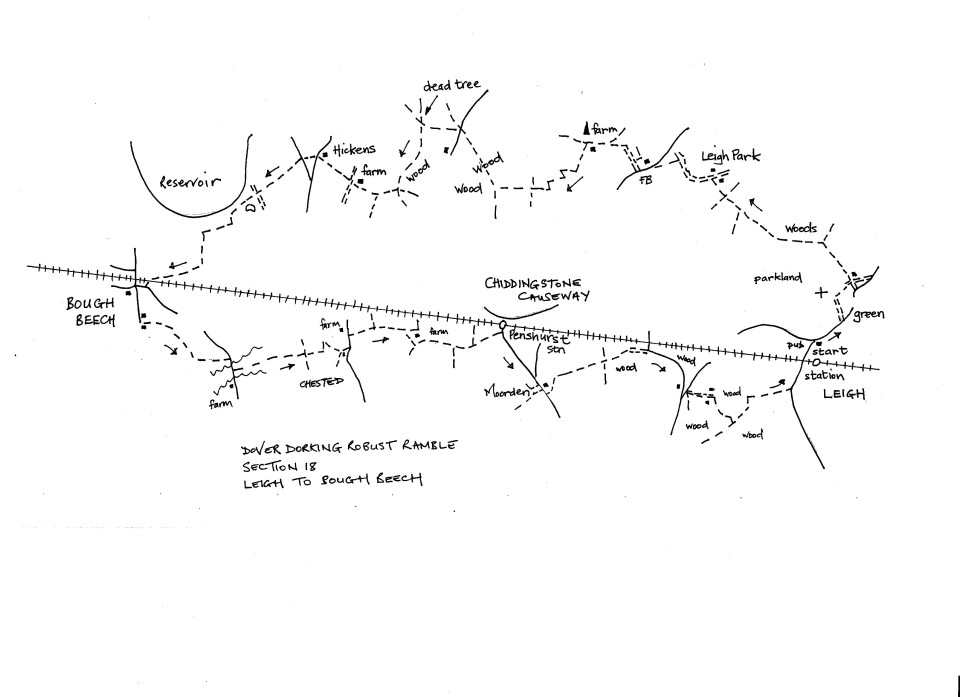 dead tree
farm
Hickens
Reservoir
farm
wood
Wood
Wood
FB
Leigh Park
Woods
parkland
green
CHIDDINGSTONE
CAUSEWAY
BOUGH
BEECH
farm
farm
Penshurst
Stn
pub
start
station
LEIGH
CHESTED
farm
Moorden
wood
wood
wood
wood
wood
DOVER DORKING ROBUST RAMBLE
SECTION 18
LEIGH TO BOUGH BEECH